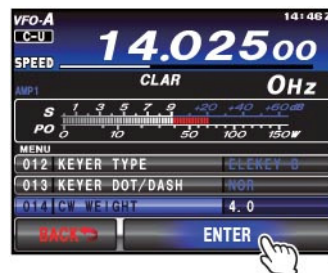 VFO-A 14:46
C-U 14.02500
SPEED
CLAR 0Hz
AMP1
S 1 3 5 7 9 +20 +40 +60dB
PO 0 10 50 100 150W
MENU
012 KEYER TYPE ELEKEY-B
013 KEYER DOT/DASH NOR
014 CW WEIGHT 4.0
BACK ENTER